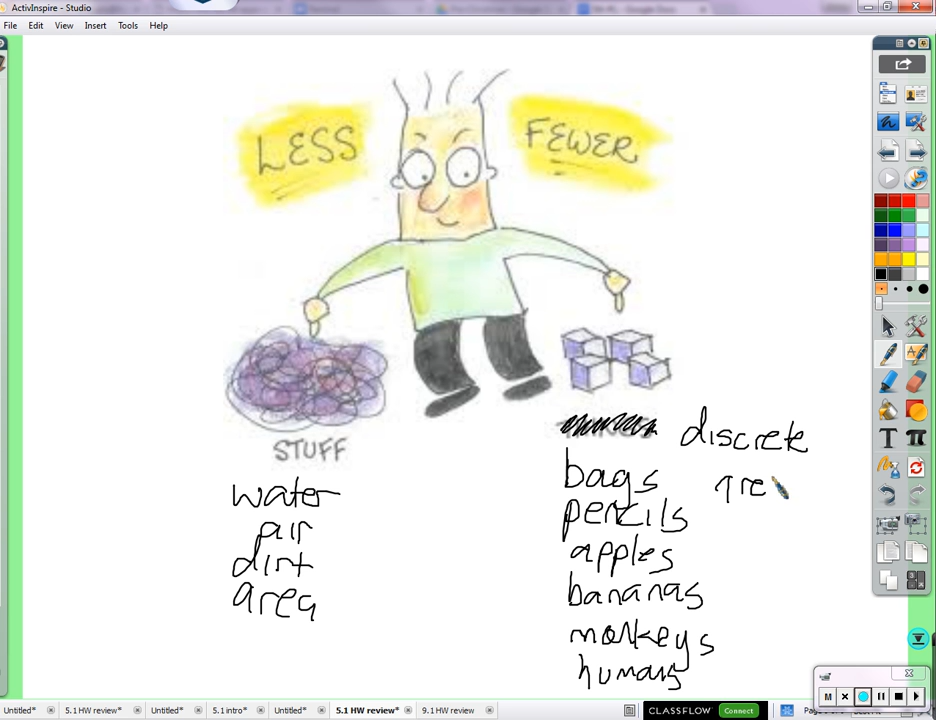 ActivInspire - Studio
File Edit View Insert Tools Help
LESS
FEWER
STUFF
discrete
water
air
dirt
area
bags
pencils
apples
bananas
monkeys
humans
Untitled* 5.1 HW review* Untitled* 5.1 intro* Untitled* 5.1 HW review* 9.1 HW review
CLASSFLOW Connect
M